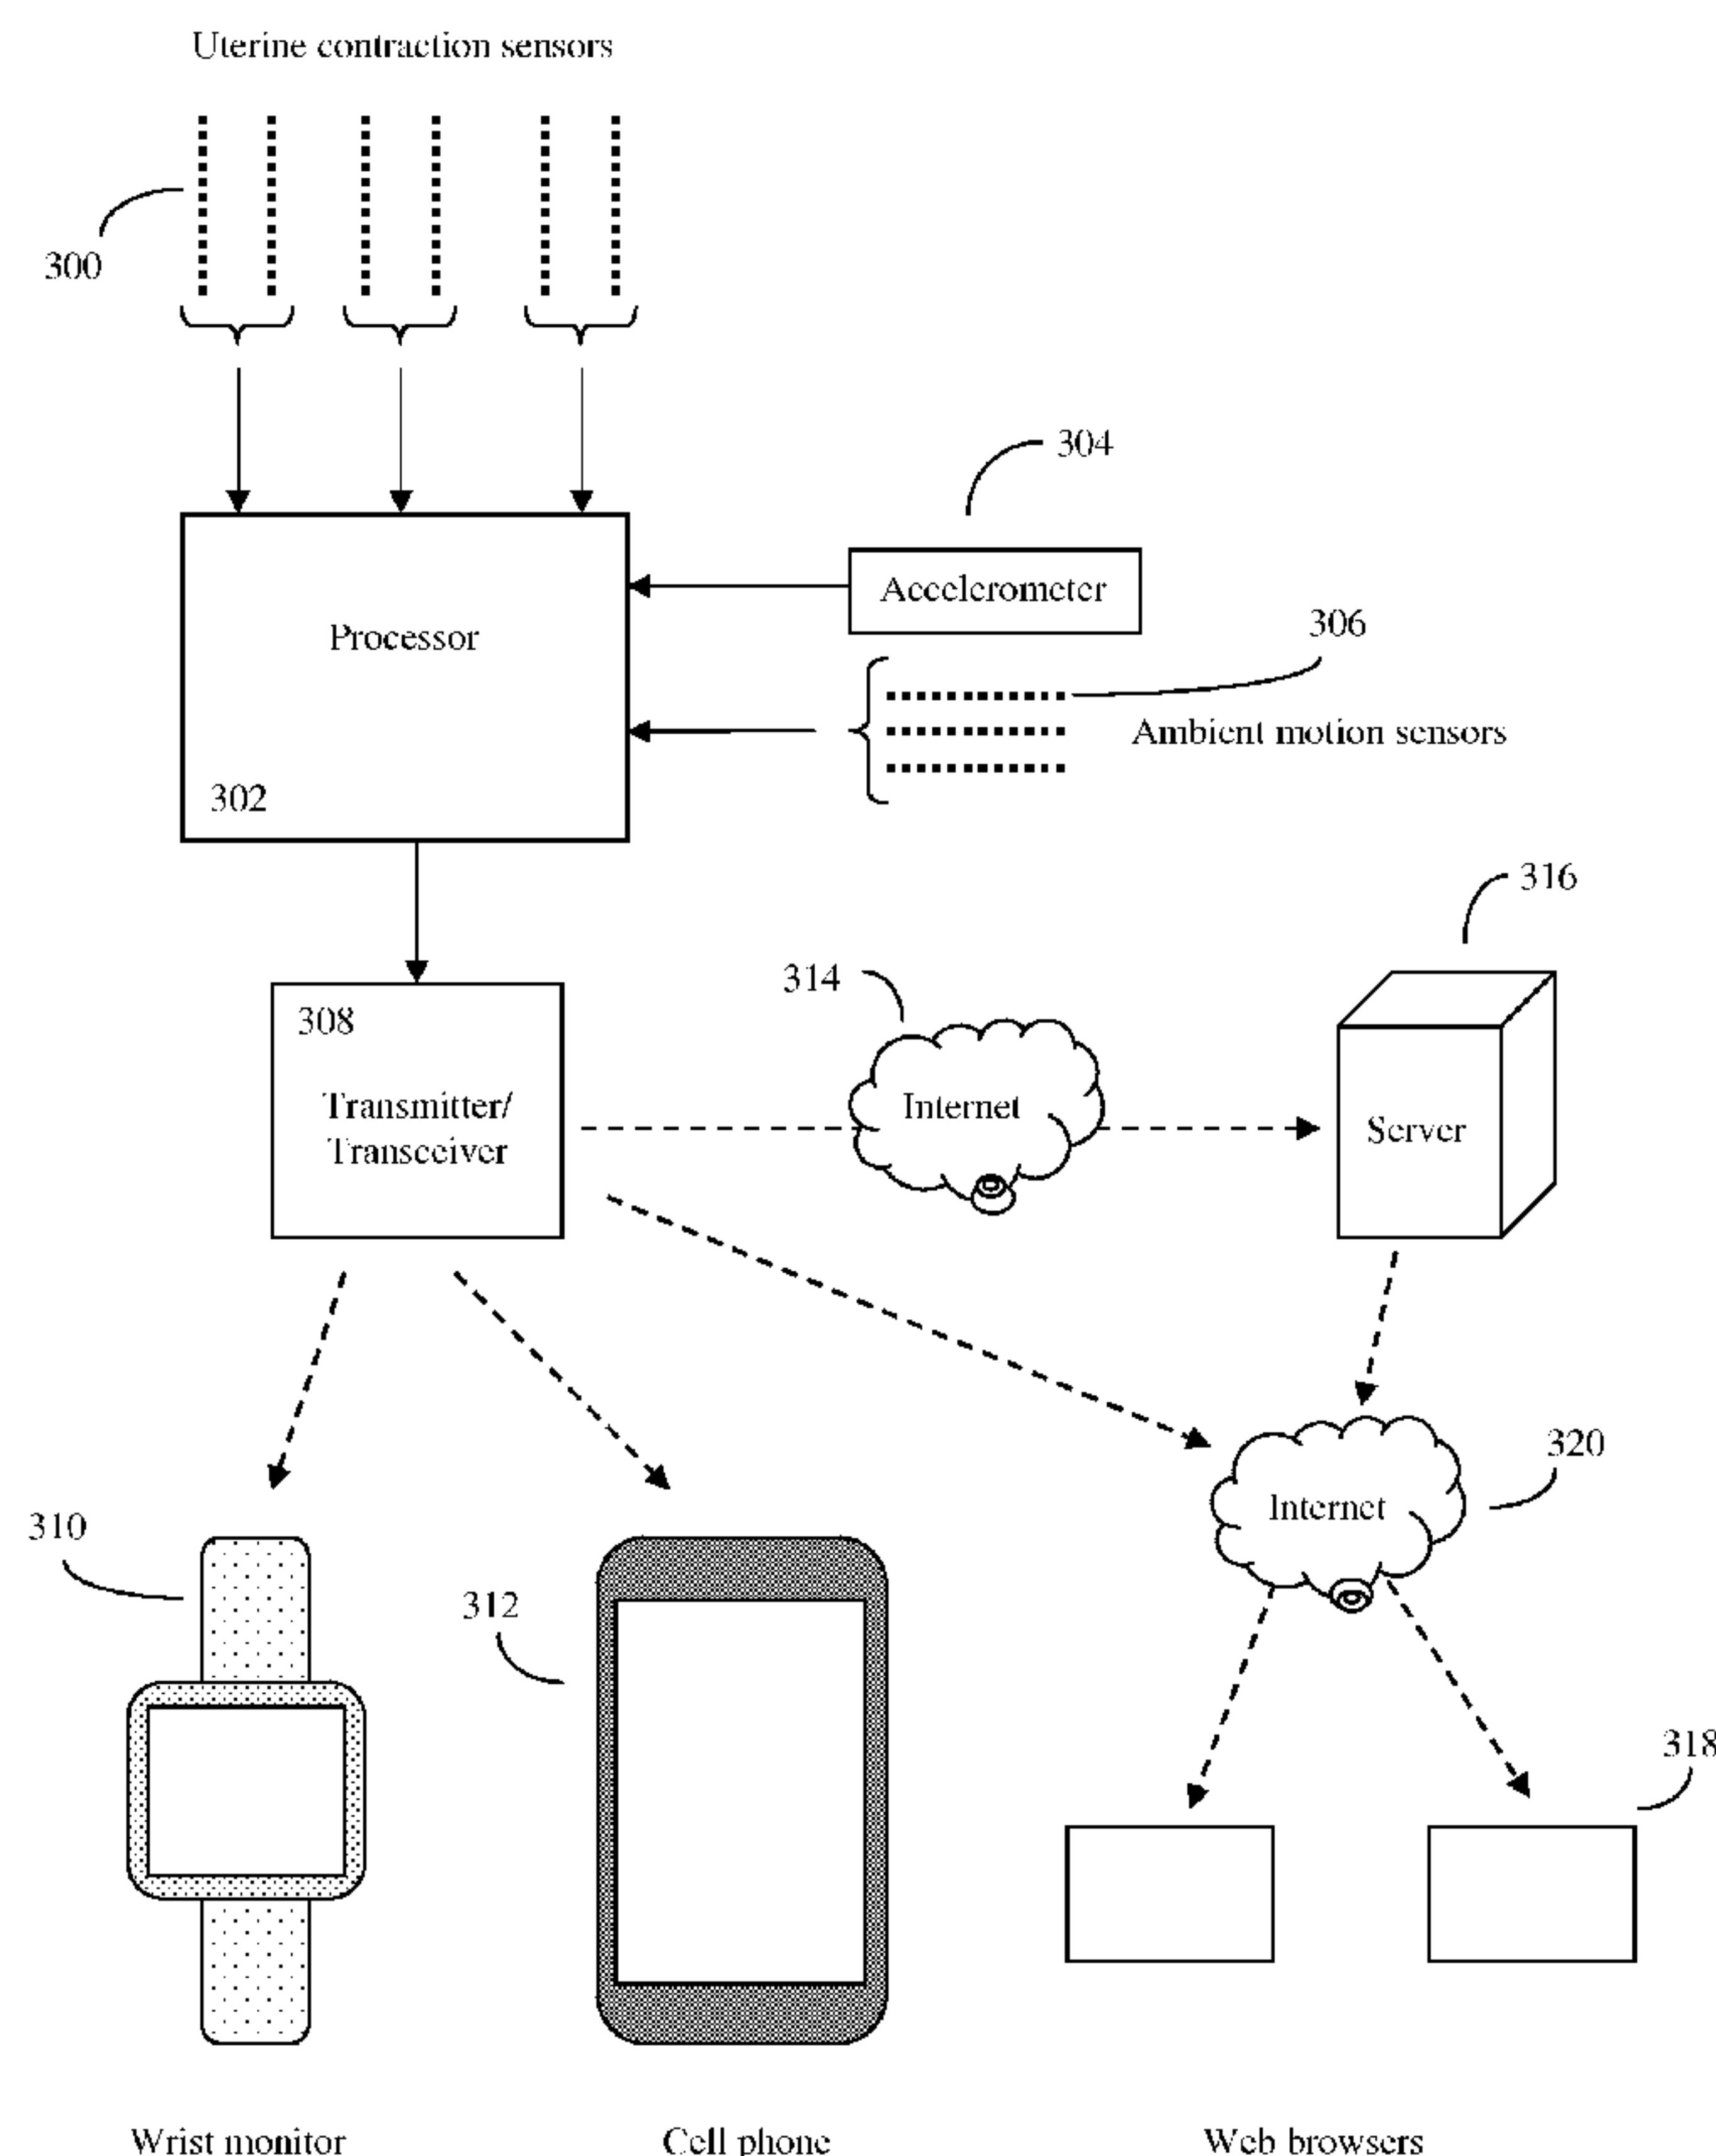 Uterine contraction sensors
300
304
Accelerometer
306
Processor
Ambient motion sensors
302
316
314
308
Internet
Transmitter/
Transceiver
Server
320
Internet
310
312
318
Wrist monitor
Cell phone
Web browsers